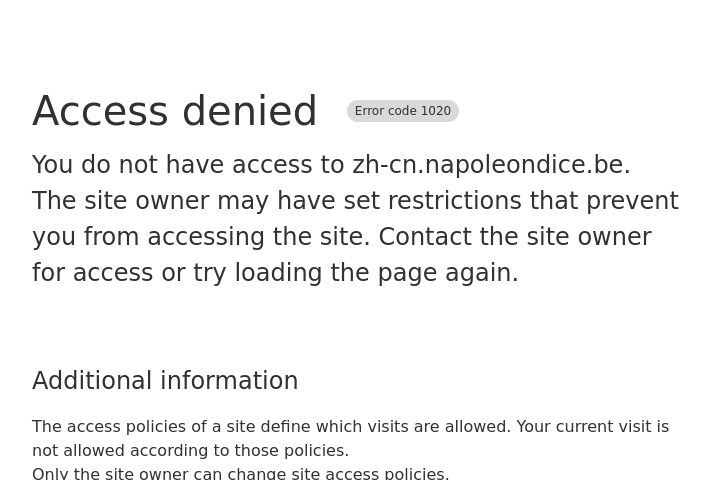 Access denied Error code 1020
You do not have access to zh-cn.napoleondice.be.
The site owner may have set restrictions that prevent
you from accessing the site. Contact the site owner
for access or try loading the page again.
Additional information
The access policies of a site define which visits are allowed. Your current visit is
not allowed according to those policies.
Only the site owner can change site access policies.